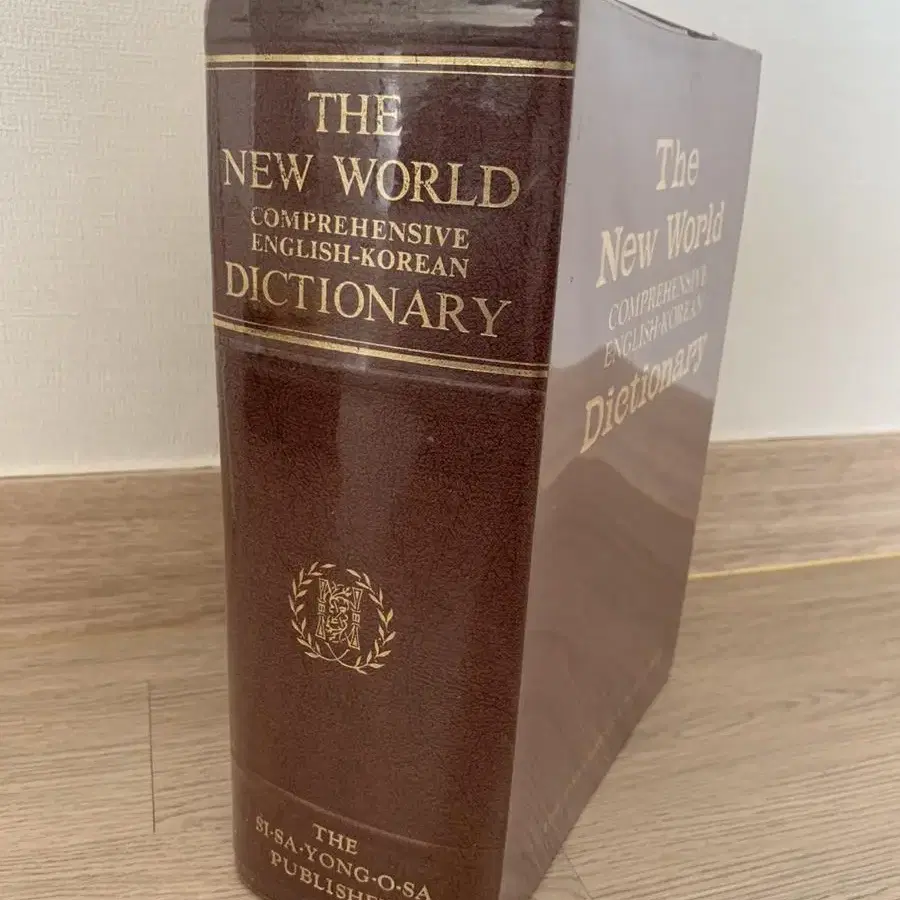 THE
NEW WORLD
COMPREHENSIVE
ENGLISH-KOREAN
DICTIONARY
THE
SI·SA·YONG·O·SA
The
New World
COMPREHENSIVE
ENGLISH-KOREAN
Dictionary